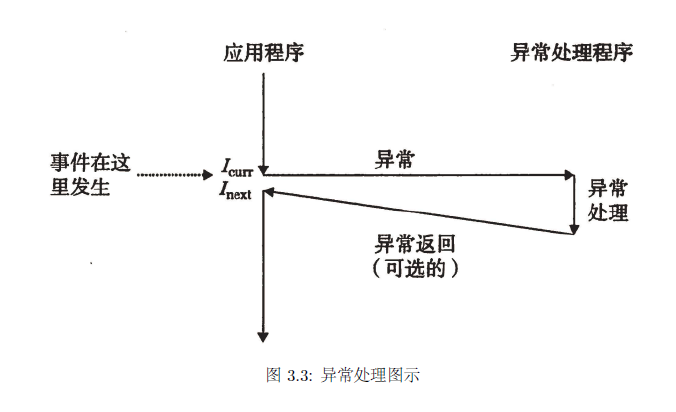 应用程序
异常处理程序
事件在这
里发生
Icurr
Inext
异常
异常
处理
异常返回
(可选的)
图 3.3: 异常处理图示